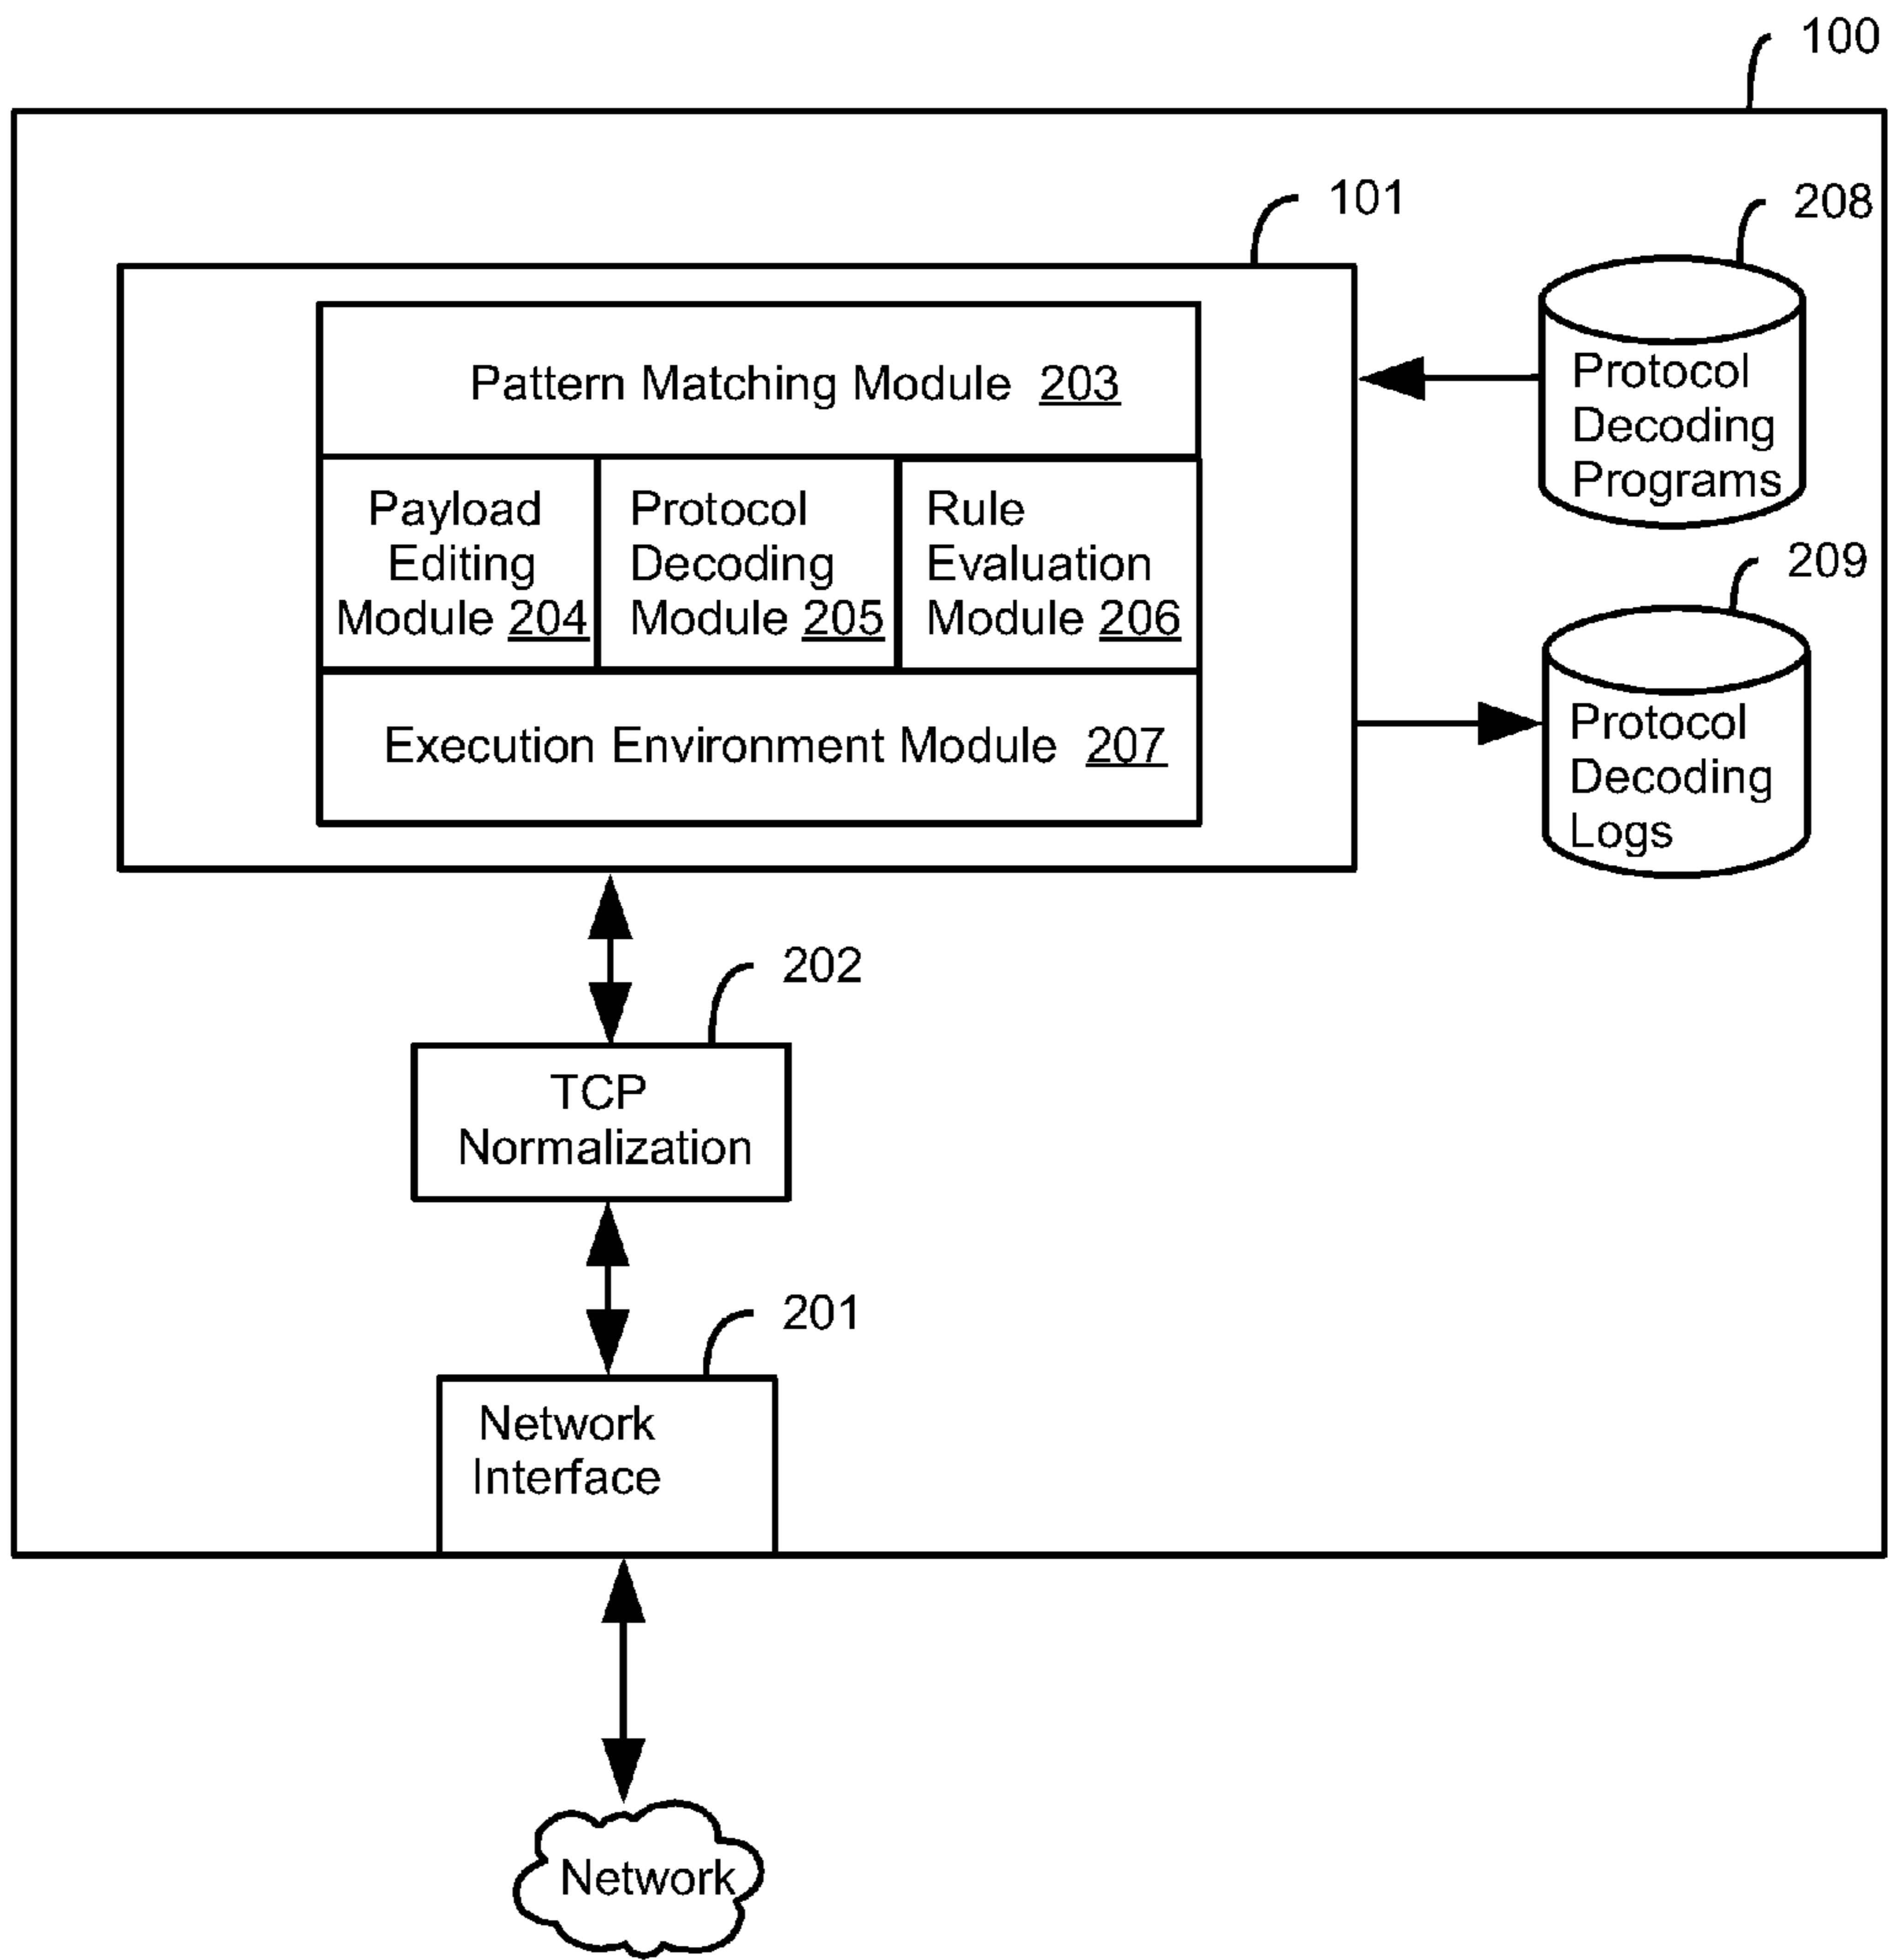 100
101
208
Pattern Matching Module 203
Protocol
Decoding
Programs
Payload
Editing
Module 204
Protocol
Decoding
Module 205
Rule
Evaluation
Module 206
209
Execution Environment Module 207
Protocol
Decoding
Logs
202
TCP
Normalization
201
Network
Interface
Network